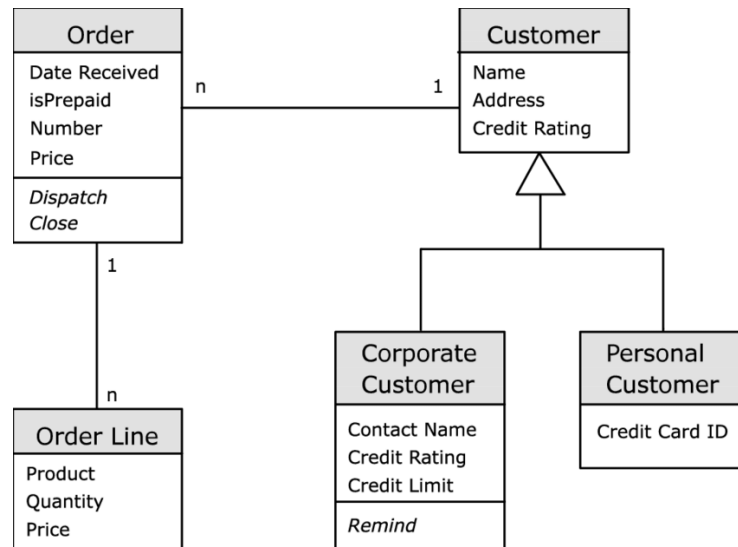 Order
Date Received
isPrepaid
Number
Price
Dispatch
Close
n
1
Customer
Name
Address
Credit Rating
1
n
Order Line
Product
Quantity
Price
Corporate
Customer
Contact Name
Credit Rating
Credit Limit
Remind
Personal
Customer
Credit Card ID